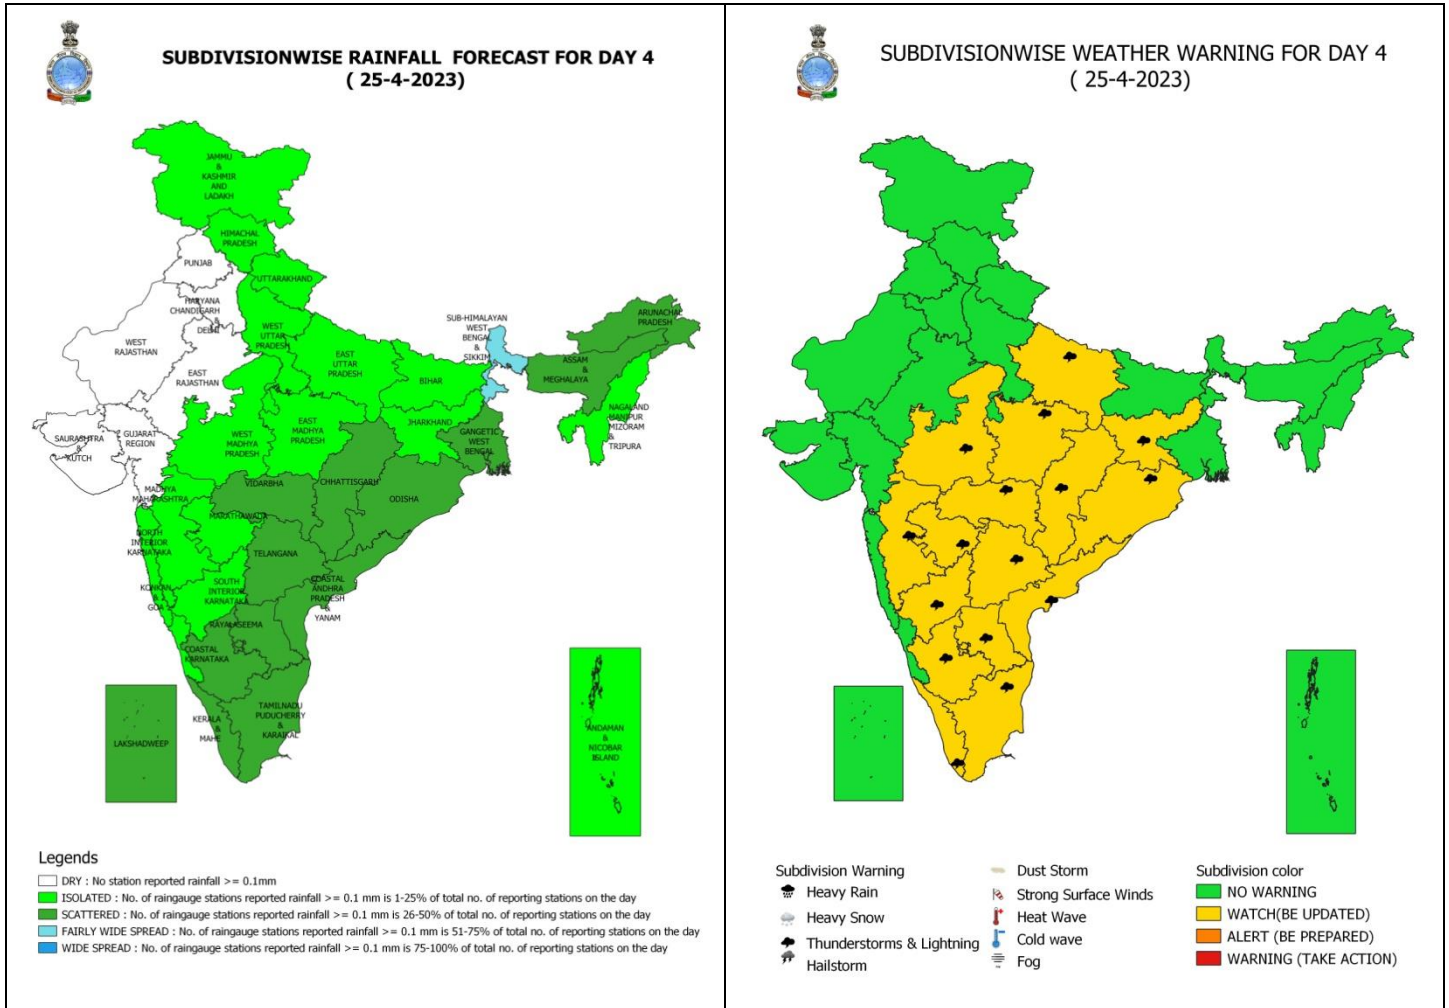 SUBDIVISIONWISE RAINFALL FORECAST FOR DAY 4
( 25-4-2023)
JAMMU
&
KASHMIR
AND
LADAKH
HIMACHAL
PRADESH
PUNJAB
UTTARAKHAND
HARYANA
CHANDIGARH
&
DELHI
WEST
RAJASTHAN
WEST
UTTAR
PRADESH
EAST
RAJASTHAN
EAST
UTTAR
PRADESH
SUB-HIMALAYAN
WEST
BENGAL
&
SIKKIM
ARUNACHAL
PRADESH
ASSAM
&
MEGHALAYA
BIHAR
NAGALAND
MANIPUR
MIZORAM
&
TRIPURA
JHARKHAND
GANGETIC
WEST
BENGAL
SAURASHTRA
&
KUTCH
GUJARAT
REGION
WEST
MADHYA
PRADESH
EAST
MADHYA
PRADESH
VIDARBHA
CHHATTISGARH
ODISHA
MADHYA
MAHARASHTRA
MARATHAWADA
NORTH
INTERIOR
KARNATAKA
TELANGANA
KONKAN
&
GOA
SOUTH
INTERIOR
KARNATAKA
COASTAL
ANDHRA
PRADESH
&
YANAM
RAYALASEEMA
COASTAL
KARNATAKA
TAMILNADU
PUDUCHERRY
&
KARAIKAL
KERALA
&
MAHE
LAKSHADWEEP
ANDAMAN
&
NICOBAR
ISLAND
Legends
DRY : No station reported rainfall >= 0.1mm
ISOLATED : No. of raingauge stations reported rainfall >= 0.1 mm is 1-25% of total no. of reporting stations on the day
SCATTERED : No. of raingauge stations reported rainfall >= 0.1 mm is 26-50% of total no. of reporting stations on the day
FAIRLY WIDE SPREAD : No. of raingauge stations reported rainfall >= 0.1 mm is 51-75% of total no. of reporting stations on the day
WIDE SPREAD : No. of raingauge stations reported rainfall >= 0.1 mm is 75-100% of total no. of reporting stations on the day
SUBDIVISIONWISE WEATHER WARNING FOR DAY 4
( 25-4-2023)
Subdivision Warning
Heavy Rain
Heavy Snow
Thunderstorms & Lightning
Hailstorm
Dust Storm
Strong Surface Winds
Heat Wave
Cold wave
Fog
Subdivision color
NO WARNING
WATCH(BE UPDATED)
ALERT (BE PREPARED)
WARNING (TAKE ACTION)